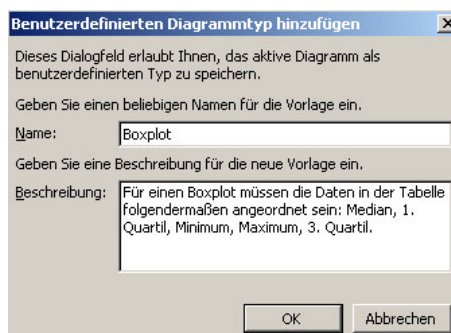 Benutzerdefinierten Diagrammtyp hinzufügen
Dieses Dialogfeld erlaubt Ihnen, das aktive Diagramm als
benutzerdefinierten Typ zu speichern.
Geben Sie einen beliebigen Namen für die Vorlage ein.
Name: Boxplot
Geben Sie eine Beschreibung für die neue Vorlage ein.
Beschreibung: Für einen Boxplot müssen die Daten in der Tabelle
folgendermaßen angeordnet sein: Median, 1.
Quartil, Minimum, Maximum, 3. Quartil.
OK Abbrechen